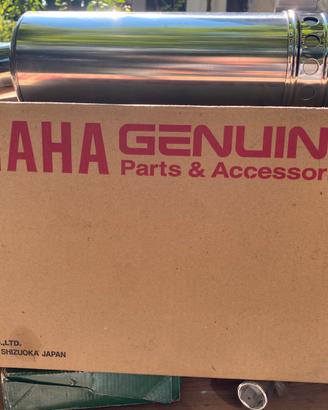 AHA GENUIN
Parts & Accessor
.,LTD.
SHIZUOKA JAPAN